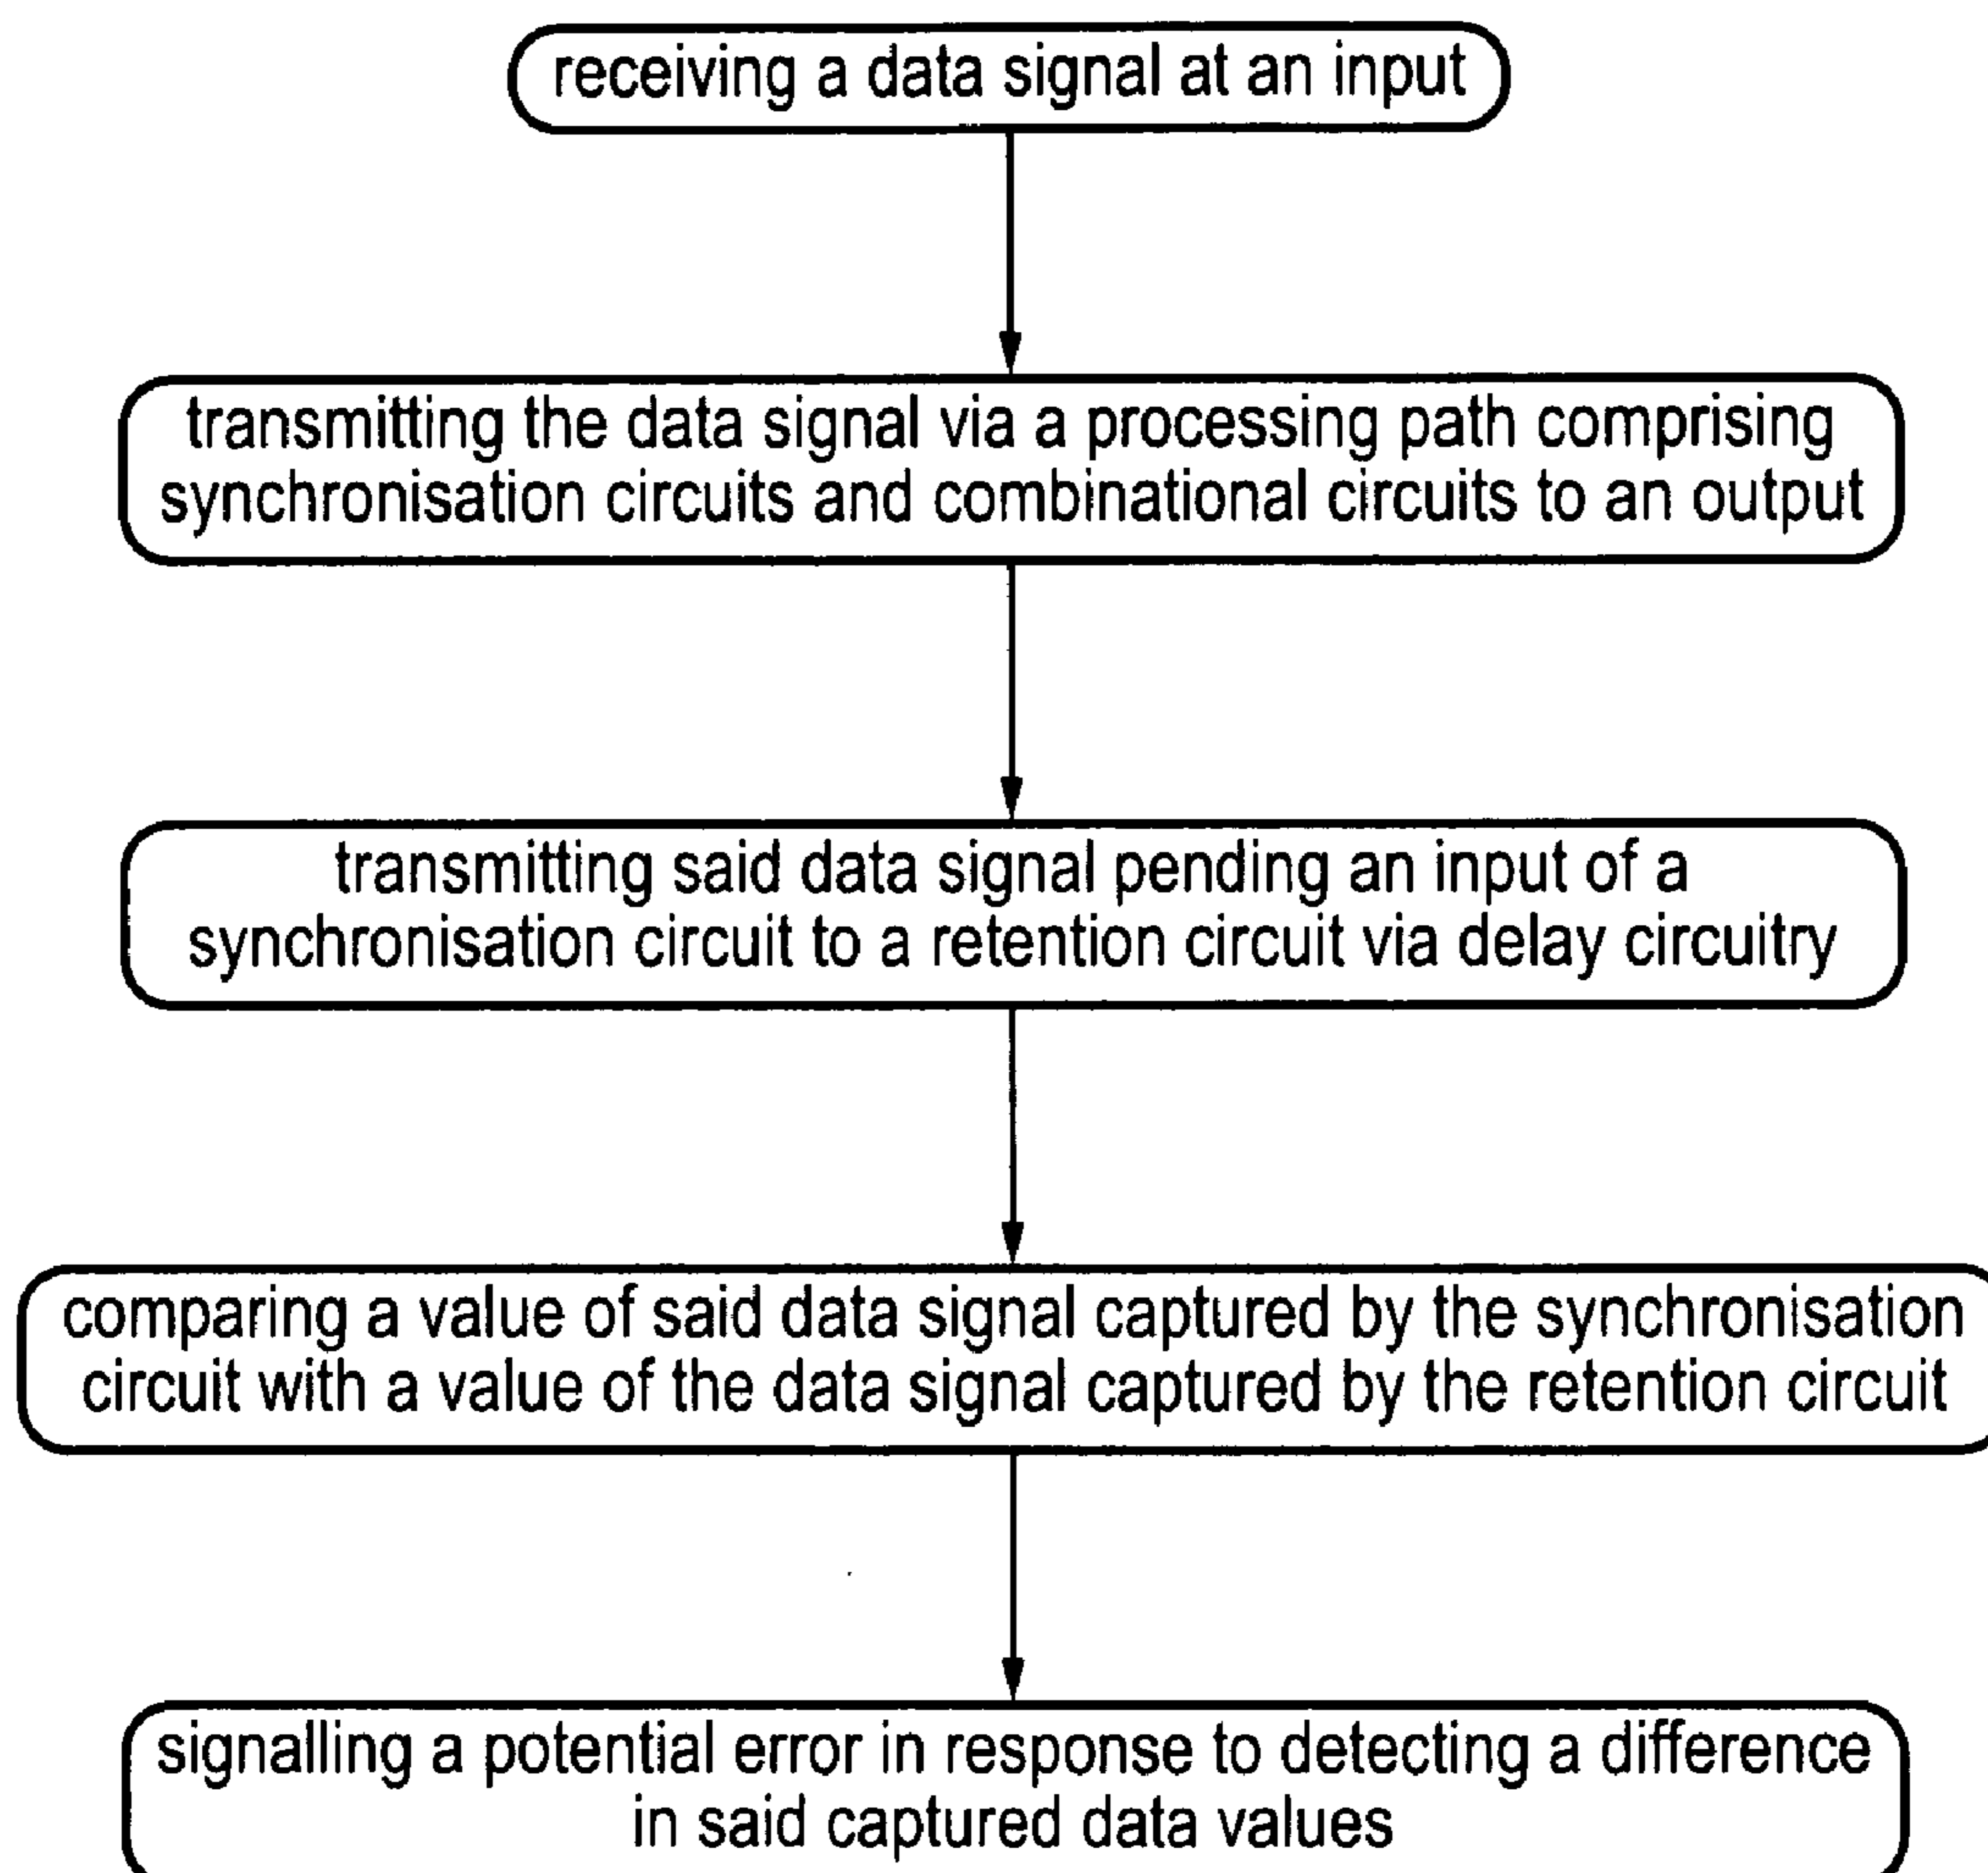 receiving a data signal at an input
transmitting the data signal via a processing path comprising
synchronisation circuits and combinational circuits to an output
transmitting said data signal pending an input of a
synchronisation circuit to a retention circuit via delay circuitry
comparing a value of said data signal captured by the synchronisation
circuit with a value of the data signal captured by the retention circuit
signalling a potential error in response to detecting a difference
in said captured data values